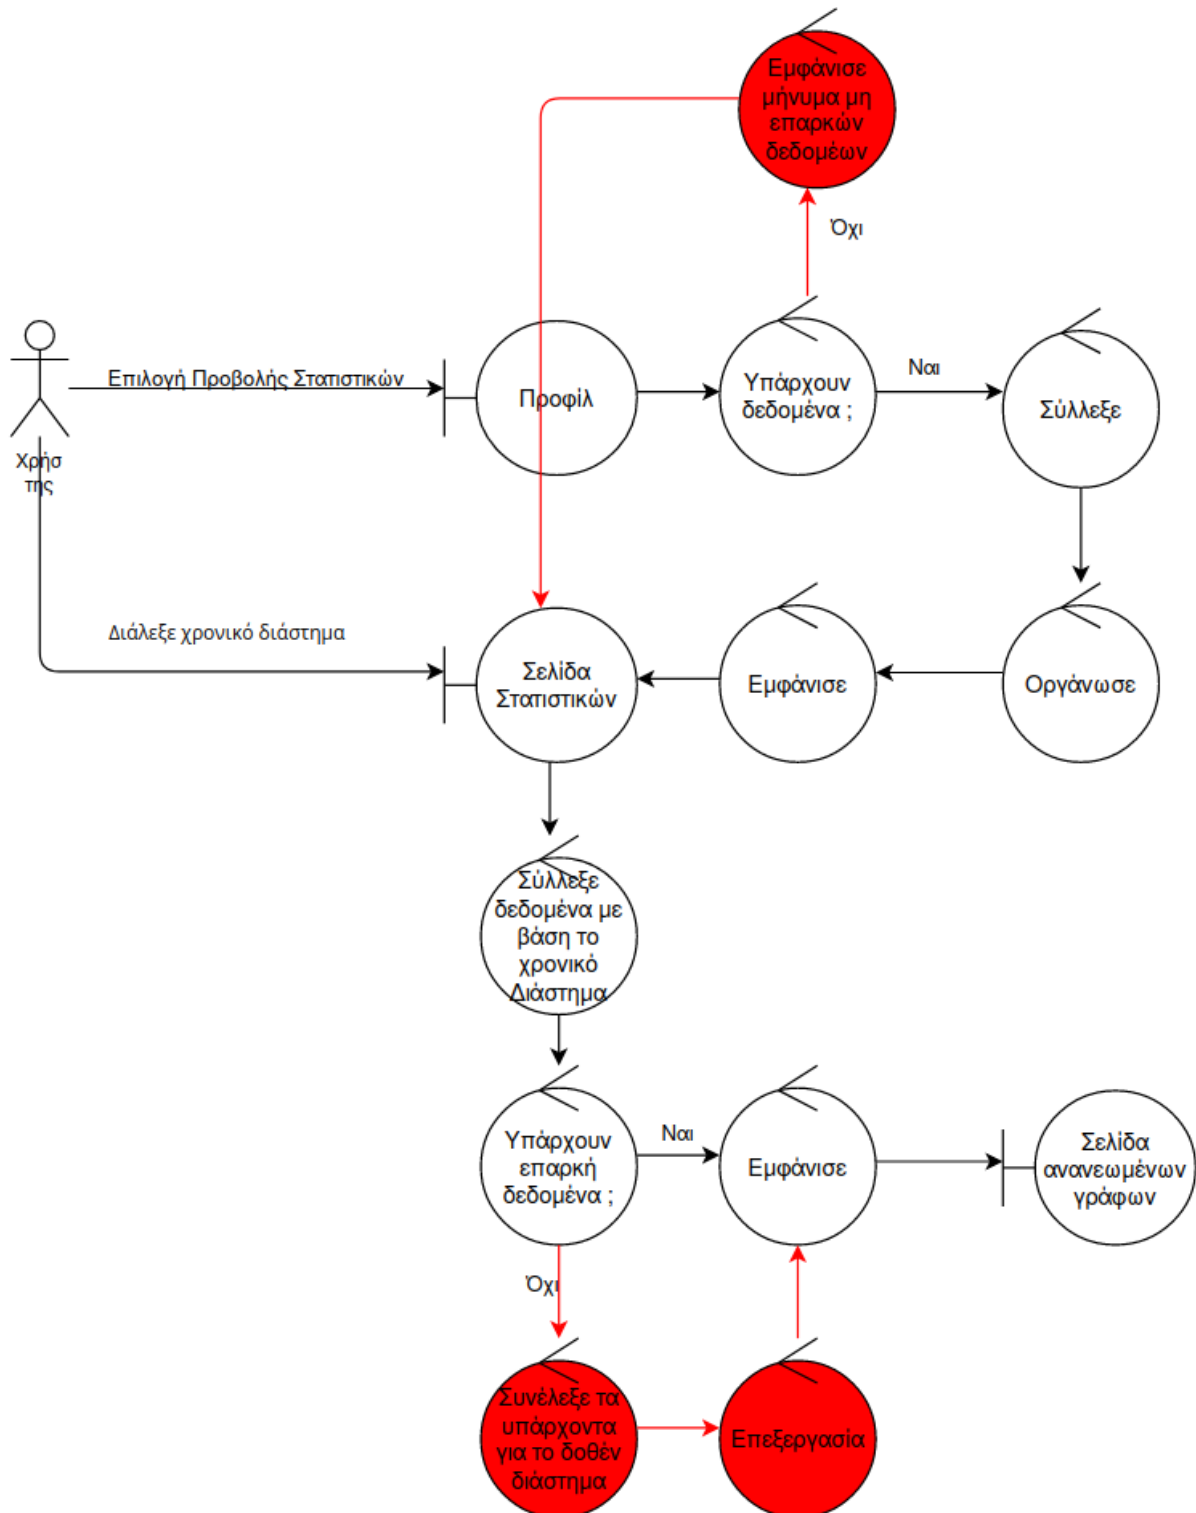 Εμφάνισε
μήνυμα μη
επαρκών
δεδομέων
Όχι
Επιλογή Προβολής Στατιστικών
Προφίλ
Υπάρχουν
δεδομένα ;
Ναι
Σύλλεξε
Χρήσ
της
Διάλεξε χρονικό διάστημα
Σελίδα
Στατιστικών
Εμφάνισε
Οργάνωσε
Σύλλεξε
δεδομένα με
βάση το
χρονικό
Διάστημα
Υπάρχουν
επαρκή
δεδομένα ;
Ναι
Εμφάνισε
Σελίδα
ανανεωμένων
γράφων
Όχι
Συνέλεξε τα
υπάρχοντα
για το δοθέν
διάστημα
Επεξεργασία